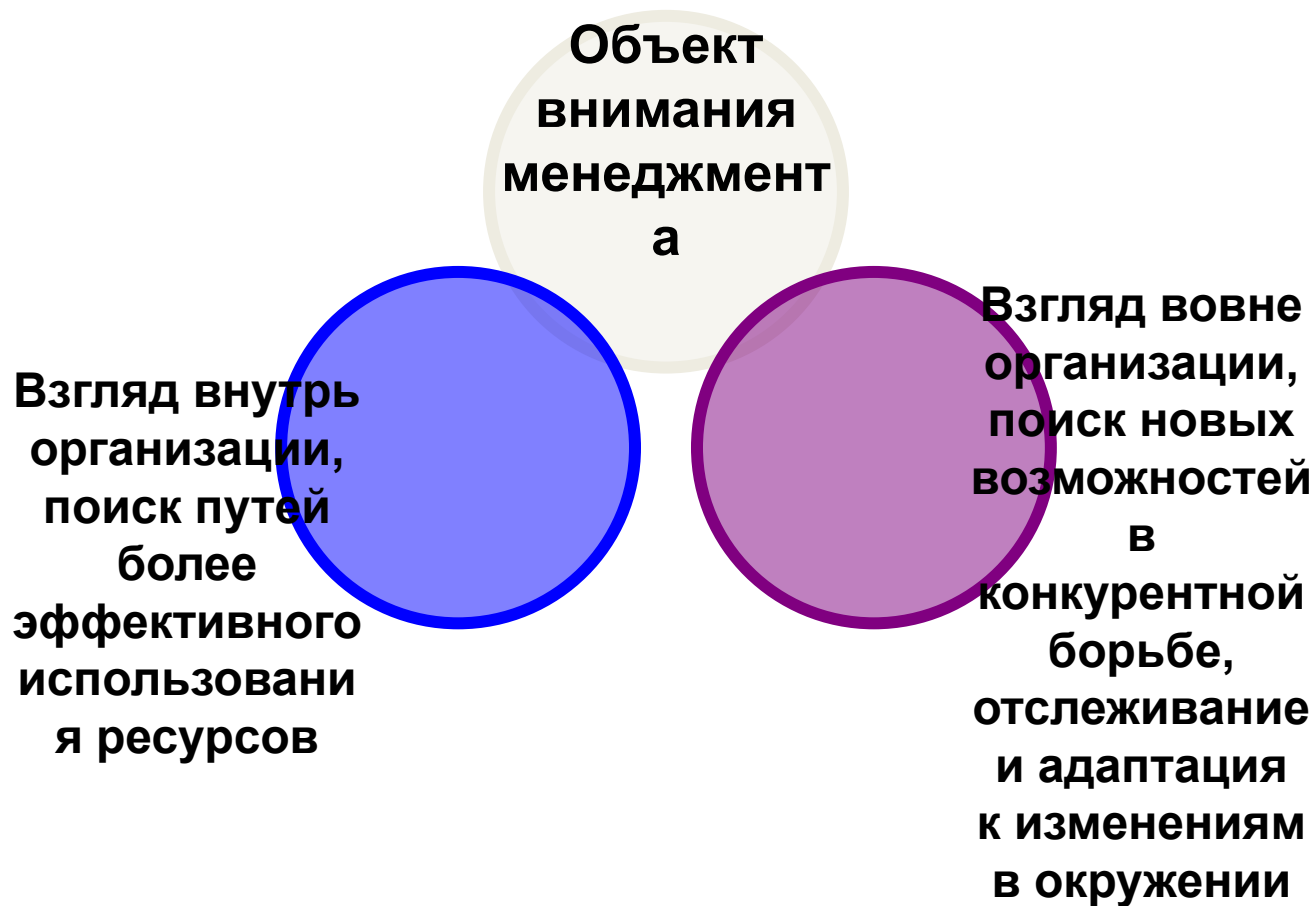 Объект
внимания
менеджмент
а
Взгляд внутрь
организации,
поиск путей
более
эффективного
использовани
я ресурсов
Взгляд вовне
организации,
поиск новых
возможностей
в
конкурентной
борьбе,
отслеживание
и адаптация
к изменениям
в окружении